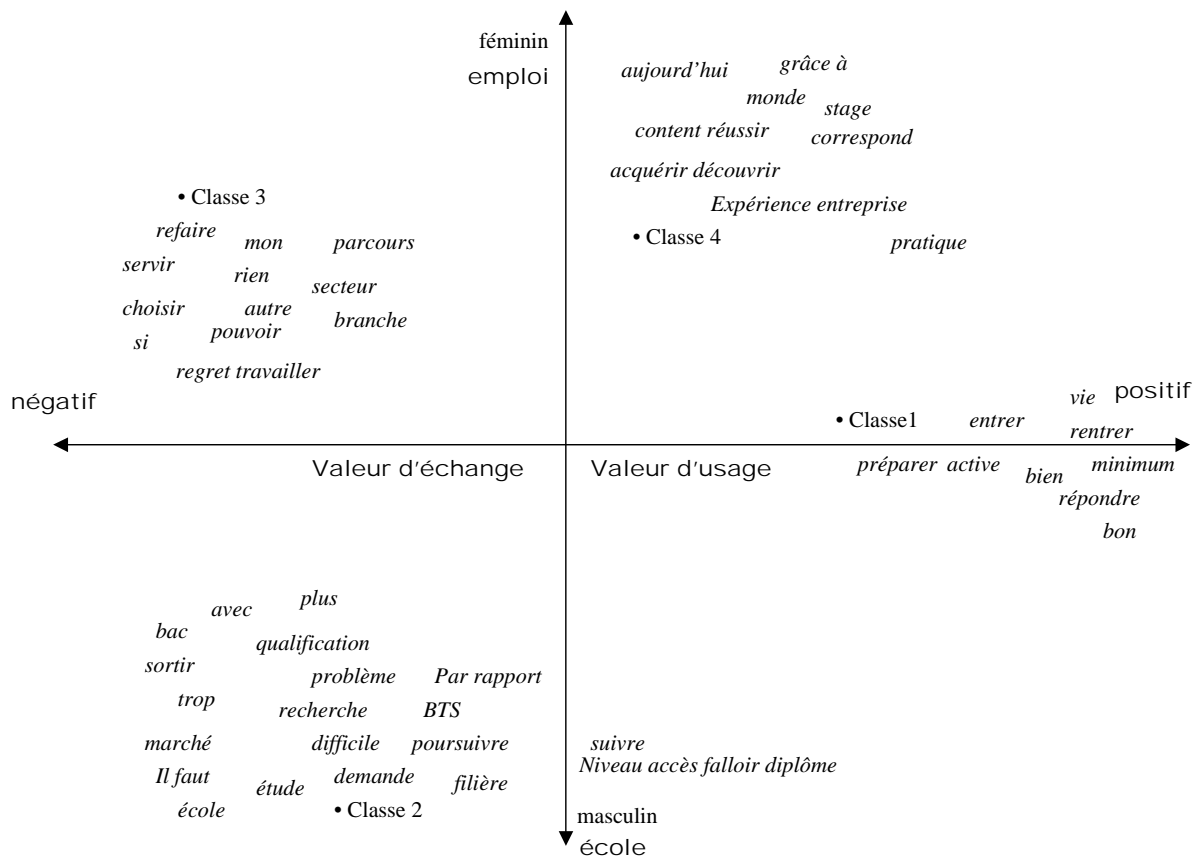 féminin
emploi
aujourd'hui
grâce à
monde
stage
content réussir
correspond
acquérir découvrir
Expérience entreprise
• Classe 4
pratique
• Classe 3
refaire
mon
parcours
servir
rien
secteur
choisir
autre
branche
si
pouvoir
regret travailler
négatif
positif
vie
• Classe1
entrer
rentrer
Valeur d'échange
Valeur d'usage
préparer active
bien
minimum
répondre
bon
avec
plus
bac
qualification
sortir
problème
Par rapport
trop
recherche
BTS
marché
difficile
poursuivre
Il faut
étude
demande
filière
école
• Classe 2
suivre
Niveau accès falloir diplôme
masculin
école